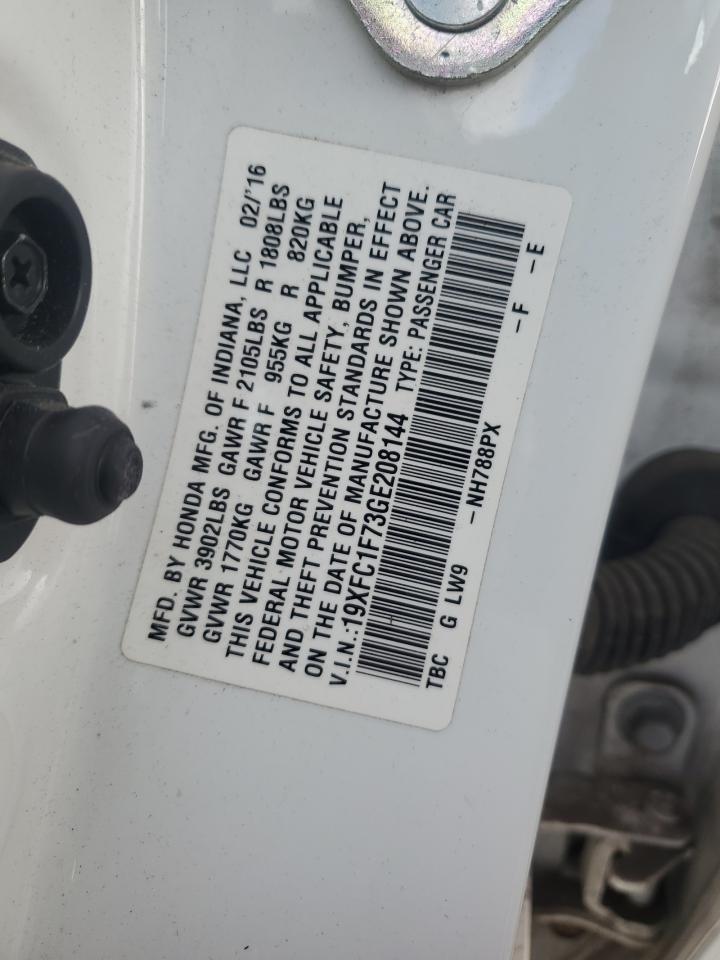 MFD. BY HONDA MFG. OF INDIANA, LLC 02/'16
GVWR 3902LBS GAWR F 2105LBS R 1808LBS
GVWR 1770KG GAWR F 955KG R 820KG
THIS VEHICLE CONFORMS TO ALL APPLICABLE
FEDERAL MOTOR VEHICLE SAFETY, BUMPER,
AND THEFT PREVENTION STANDARDS IN EFFECT
ON THE DATE OF MANUFACTURE SHOWN ABOVE.
V.I.N.:19XFC1F73GE208144 TYPE: PASSENGER CAR
TBC G LW9 -NH788PX -F -E